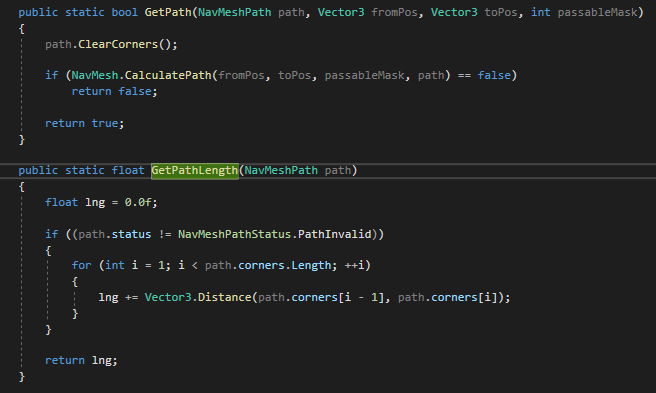 public static bool GetPath(NavMeshPath path, Vector3 fromPos, Vector3 toPos, int passableMask)
{
    path.ClearCorners();

    if (NavMesh.CalculatePath(fromPos, toPos, passableMask, path) == false)
        return false;

    return true;
}

public static float GetPathLength(NavMeshPath path)
{
    float lng = 0.0f;

    if ((path.status != NavMeshPathStatus.PathInvalid))
    {
        for (int i = 1; i < path.corners.Length; ++i)
        {
            lng += Vector3.Distance(path.corners[i - 1], path.corners[i]);
        }
    }

    return lng;
}